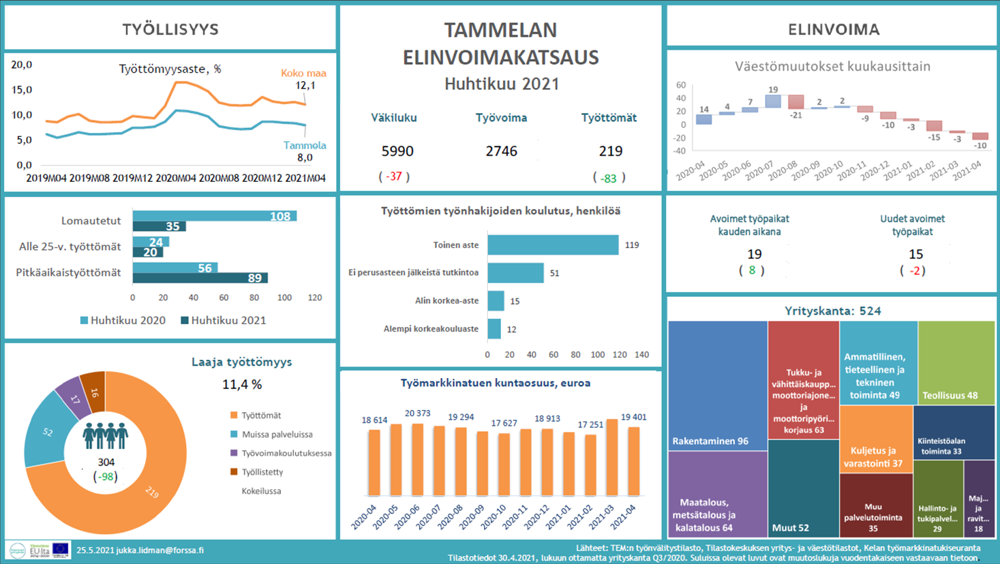 TYÖLLISYYS
Työttömyysaste, %
20,0
15,0
10,0
5,0
0,0
Koko maa
12,1
Tammela
8,0
2019M04 2019M08 2019M12 2020M04 2020M08 2020M12 2021M04
TAMMELAN
ELINVOIMAKATSAUS
Huhtikuu 2021
Väkiluku Työvoima Työttömät
5990 2746 219
( -37 ) ( -83 )
ELINVOIMA
Väestömuutokset kuukausittain
60
40
20
0
-20
-40
14 4 7 19 -21 2 2 -9 -10 -3 -15 -3 -10
2020-04 2020-05 2020-06 2020-07 2020-08 2020-09 2020-10 2020-11 2020-12 2021-01 2021-02 2021-03 2021-04
Lomautetut 108 35
Alle 25-v. työttömät 24 20
Pitkäaikaistyöttömät 56 89
0 20 40 60 80 100 120
Huhtikuu 2020 Huhtikuu 2021
Työttömien työnhakijoiden koulutus, henkilöä
Toinen aste 119
Ei perusasteen jälkeistä tutkintoa 51
Alin korkea-aste 15
Alempi korkeakouluaste 12
0 20 40 60 80 100 120 140
Avoimet työpaikat
kauden aikana
19
( 8 )
Uudet avoimet
työpaikat
15
( -2 )
Laaja työttömyys
11,4 %
16
17
52
219
304
(-98)
Työttömät
Muissa palveluissa
Työvoimakoulutuksessa
Työllistetty
Kokeilussa
Työmarkkinatuen kuntaosuus, euroa
18 614 20 373 19 294 17 627 18 913 17 251 19 401
2020-04 2020-05 2020-06 2020-07 2020-08 2020-09 2020-10 2020-11 2020-12 2021-01 2021-02 2021-03 2021-04
Yrityskanta: 524
Rakentaminen 96
Maatalous,
metsätalous ja
kalatalous 64
Tukku- ja
vähittäiskaupp...
moottoriajone...
ja
moottoripyöri...
korjaus 63
Muut 52
Ammatillinen,
tieteellinen ja
tekninen
toiminta 49
Teollisuus 48
Kuljetus ja
varastointi 37
Muu
palvelutoiminta
35
Kiinteistöalan
toiminta 33
Hallinto- ja
tukipalvel...
29
Maj...
ja
ravit...
18
EU:lta
2014-2020
25.5.2021 jukka.lidman@forssa.fi
Lähteet: TEM:n työnvälitystilasto, Tilastokeskuksen yritys- ja väestötilastot, Kelan työmarkkinatukiseuranta
Tilastotiedot 30.4.2021, lukuun ottamatta yrityskanta Q3/2020. Suluissa olevat luvut ovat muutoslukuja vuodentakaiseen vastaavaan tietoon.